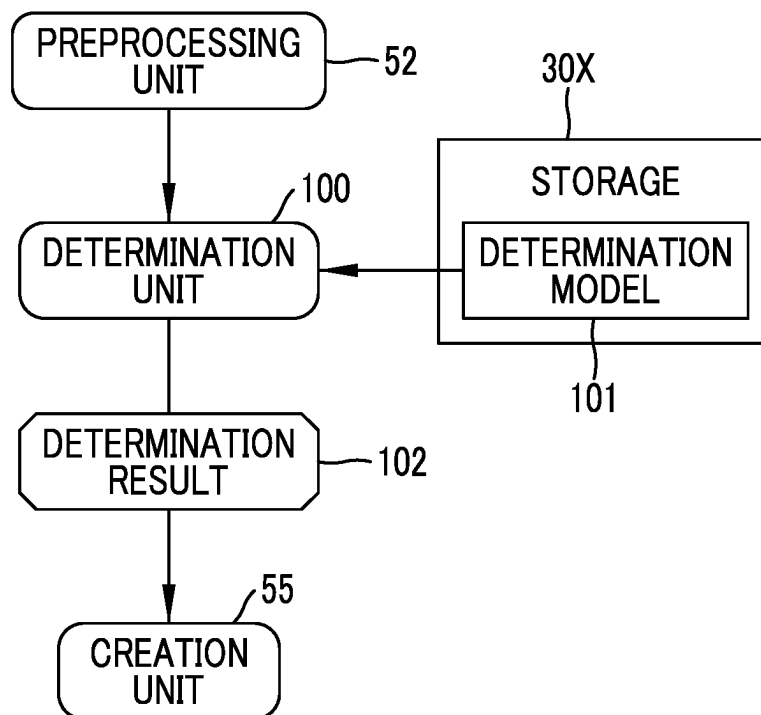 PREPROCESSING
UNIT
52
30X
STORAGE
100
DETERMINATION
UNIT
DETERMINATION
MODEL
101
DETERMINATION
RESULT
102
55
CREATION
UNIT